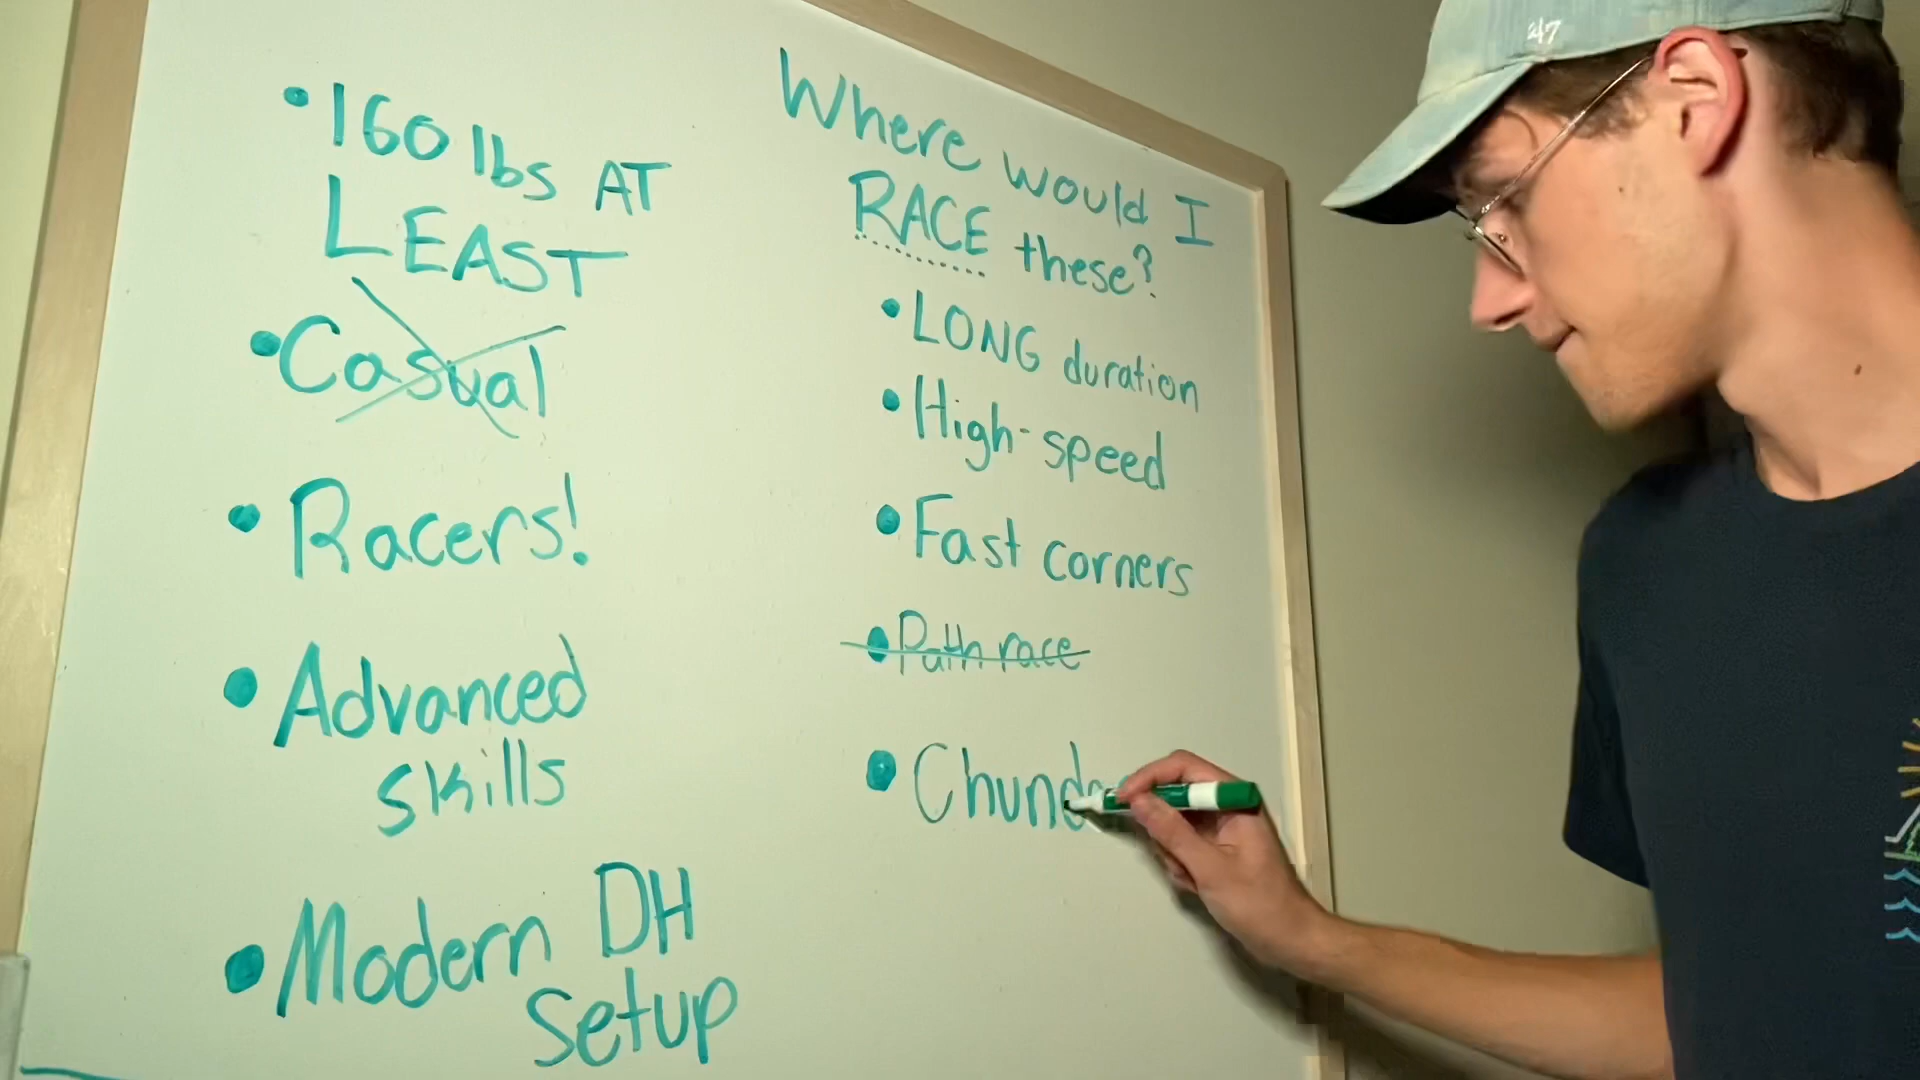 • 160 lbs AT
LEAST
• Casual
• Racers!
• Advanced
skills
• Modern DH
setup
Where would I
RACE these?
• LONG duration
• High-speed
• Fast corners
• Path race
• Chund
47